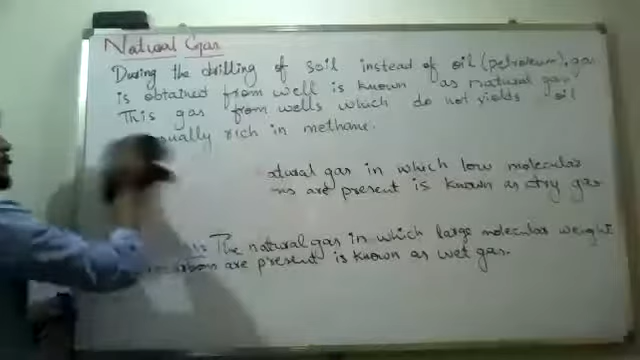 Natural Gas
During the drilling of soil instead of oil (petroleum), gas
is obtained from well is known as natural gas.
This gas from wells which do not yields oil
usually rich in methane.
natural gas in which low molecular
are present is known as dry gas
The natural gas in which large molecular weight
are present is known as wet gas.